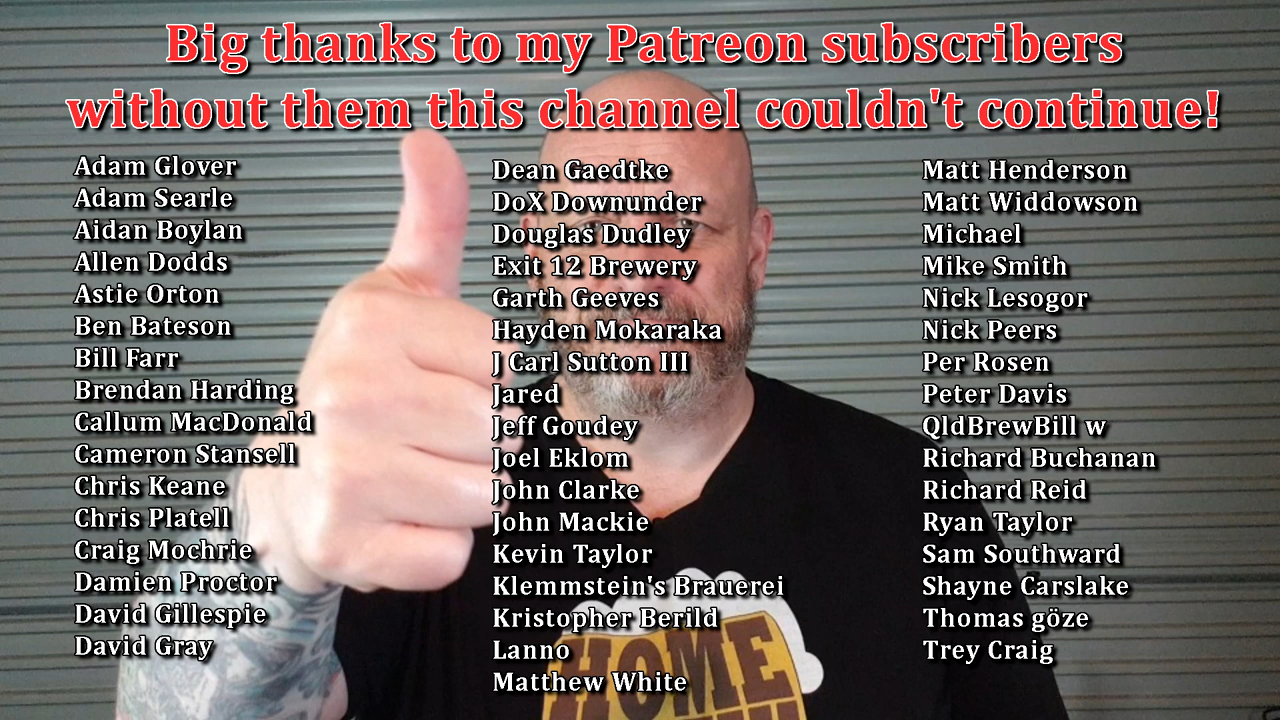 Big thanks to my Patreon subscribers
without them this channel couldn't continue!
Adam Glover
Adam Searle
Aidan Boylan
Allen Dodds
Astie Orton
Ben Bateson
Bill Farr
Brendan Harding
Callum MacDonald
Cameron Stansell
Chris Keane
Chris Platell
Craig Mochrie
Damien Proctor
David Gillespie
David Gray
Dean Gaedtke
DoX Downunder
Douglas Dudley
Exit 12 Brewery
Garth Geeves
Hayden Mokaraka
J Carl Sutton III
Jared
Jeff Goudey
Joel Eklom
John Clarke
John Mackie
Kevin Taylor
Klemmstein's Brauerei
Kristopher Berild
Lanno
Matthew White
Matt Henderson
Matt Widdowson
Michael
Mike Smith
Nick Lesogor
Nick Peers
Per Rosen
Peter Davis
QldBrewBill w
Richard Buchanan
Richard Reid
Ryan Taylor
Sam Southward
Shayne Carslake
Thomas göze
Trey Craig
HOME